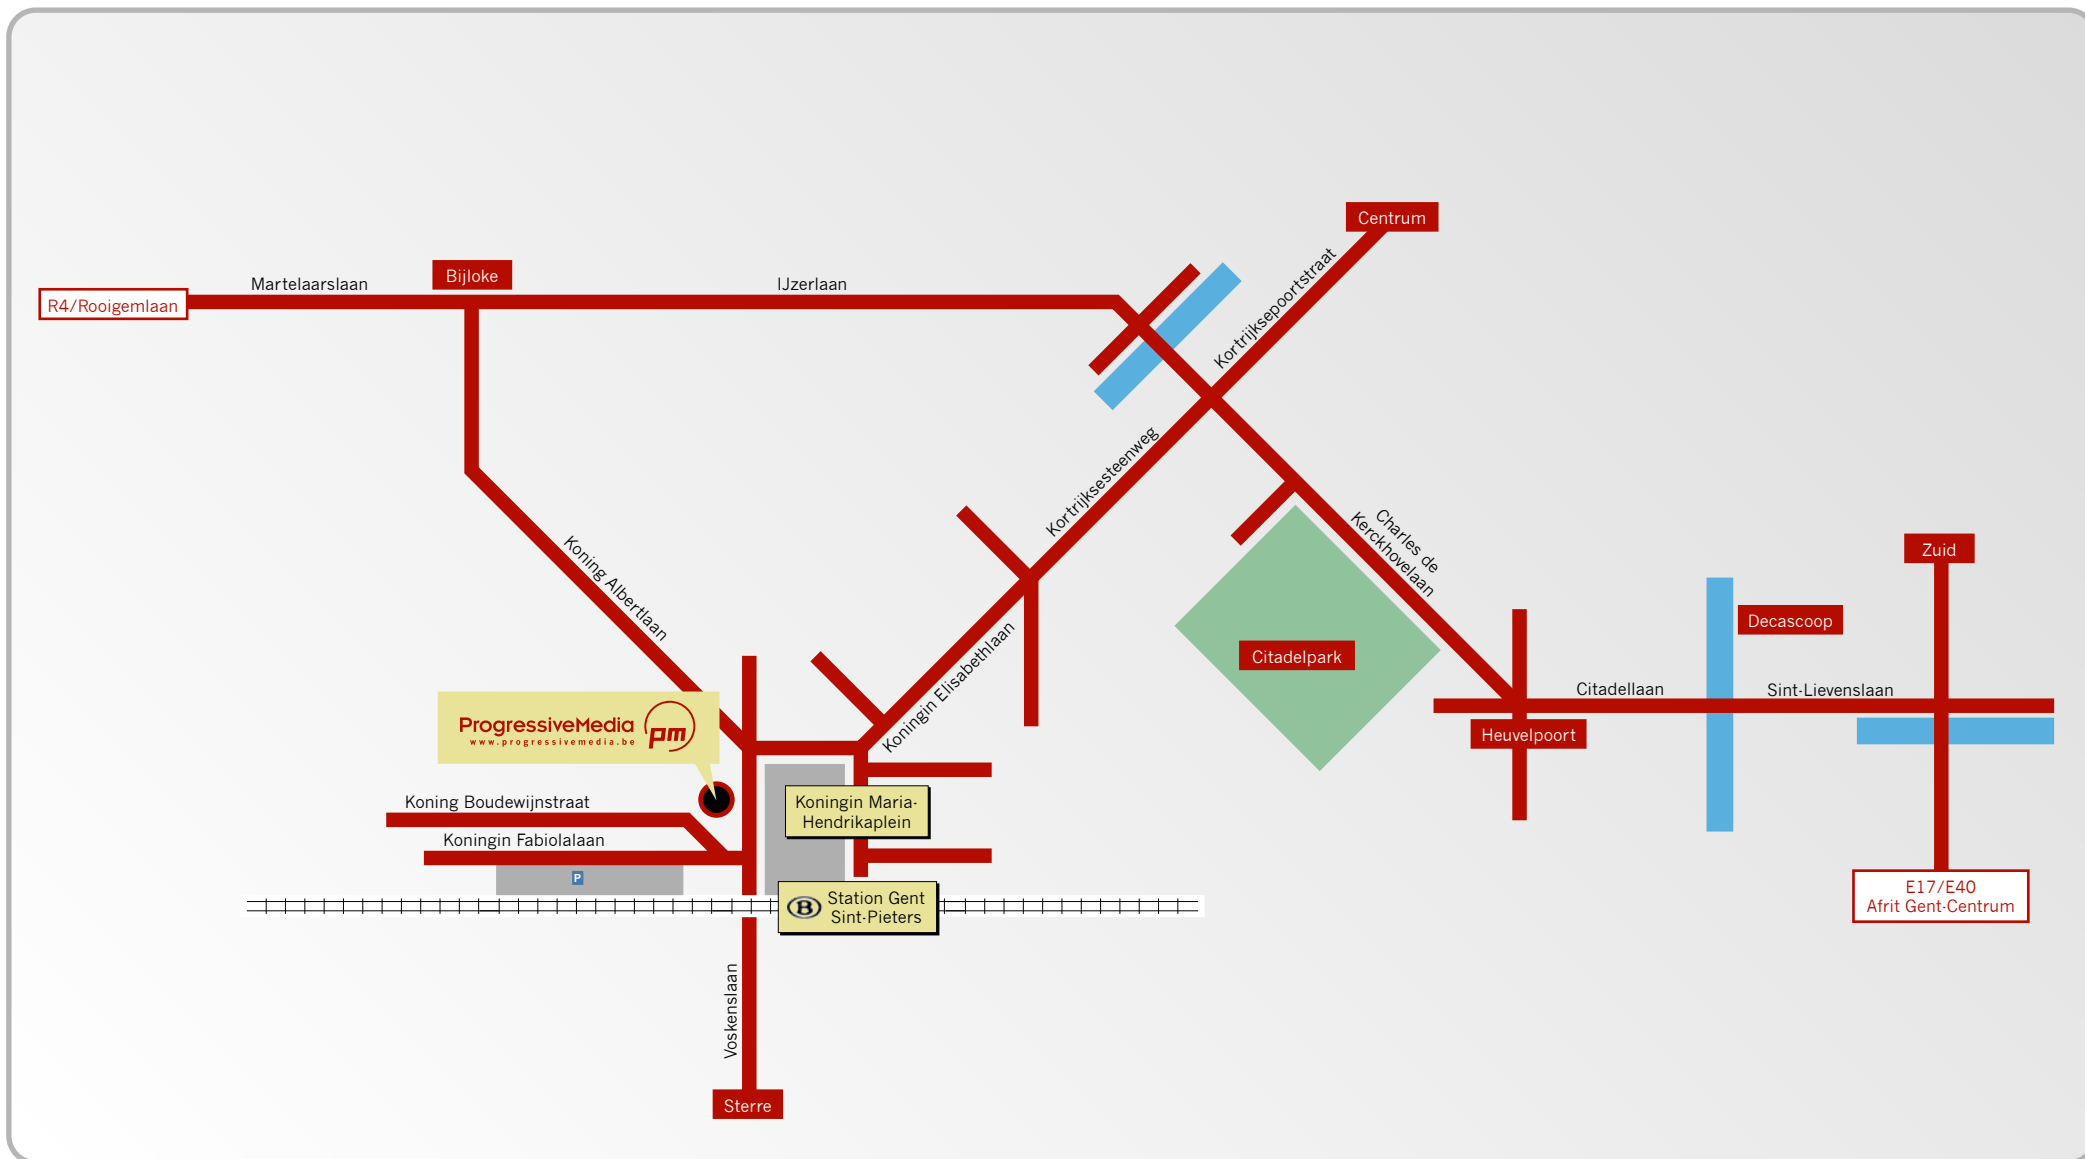 Centrum
Kortrijksepoortstraat
Bijloke
Martelaarslaan
IJzerlaan
R4/Rooigemlaan
Kortrijksesteenweg
Charles de
Kerckhovelaan
Koning Albertlaan
Zuid
Decascoop
Koningin Elisabethlaan
Citadelpark
Citadellaan
Sint-Lievenslaan
Heuvelpoort
ProgressiveMedia
pm
www.progressivemedia.be
Koning Boudewijnstraat
Koningin Maria-
Hendrikaplein
Koningin Fabiolalaan
P
B
Station Gent
Sint-Pieters
E17/E40
Afrit Gent-Centrum
Voskenslaan
Sterre